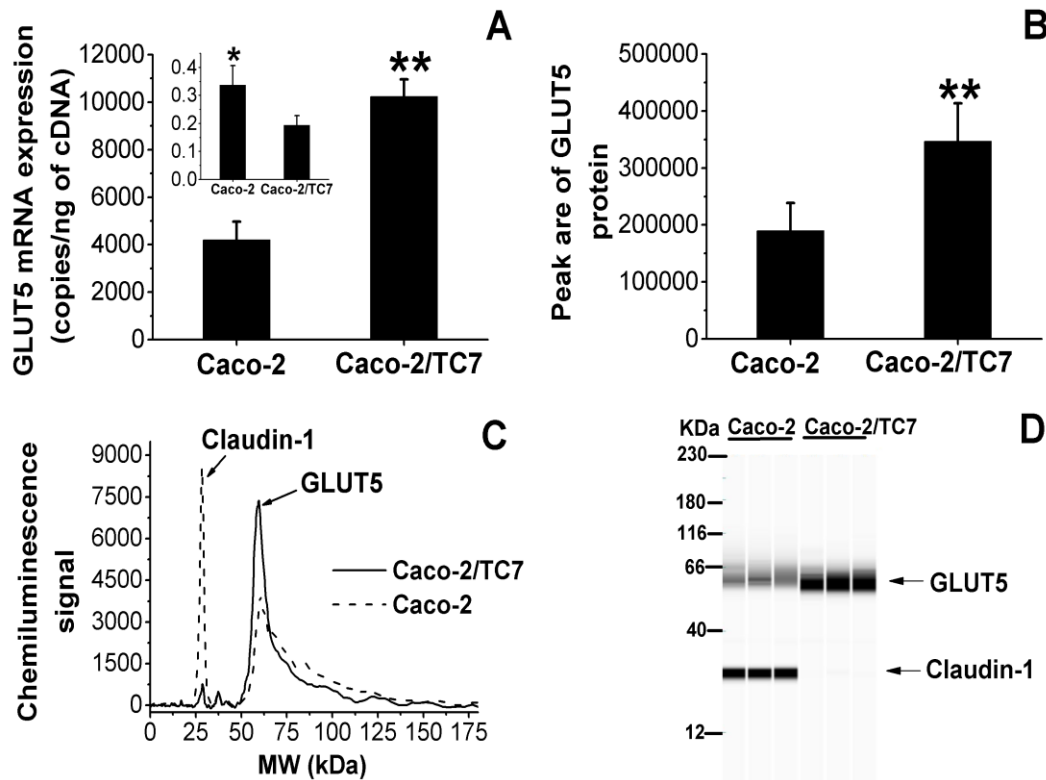 A
GLUT5 mRNA expression
(copies/ng of cDNA)
12000
10000
8000
6000
4000
2000
0
**
Caco-2
Caco-2/TC7
0.4
0.3
0.2
0.1
0.0
*
Caco-2
Caco-2/TC7
B
Peak are of GLUT5
protein
500000
400000
300000
200000
100000
0
**
Caco-2
Caco-2/TC7
C
Chemiluminescence
signal
9000
7500
6000
4500
3000
1500
0
Claudin-1
GLUT5
Caco-2/TC7
Caco-2
0 25 50 75 100 125 150 175
MW (kDa)
D
KDa Caco-2 Caco-2/TC7
230
180
116
66
GLUT5
40
Claudin-1
12